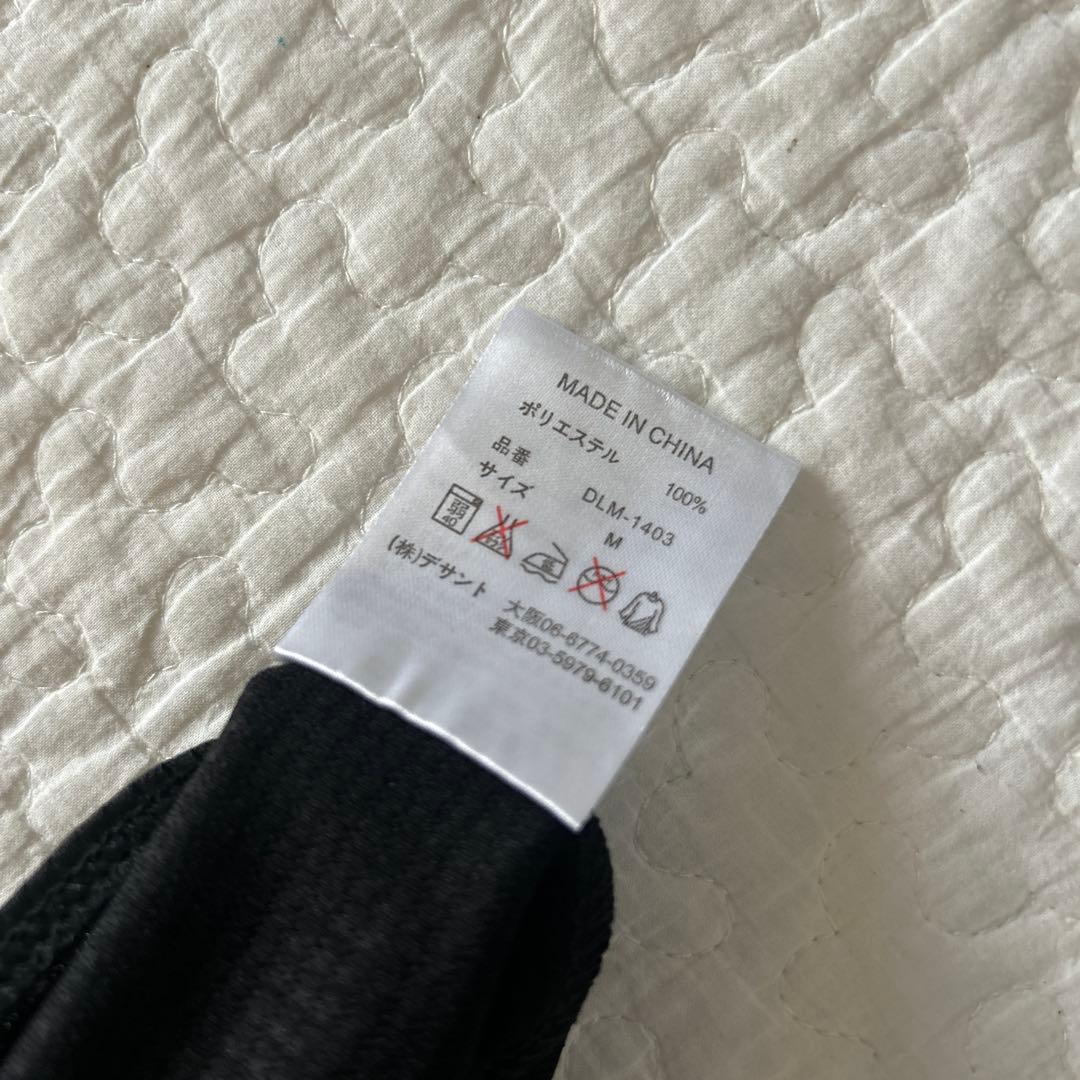 MADE IN CHINA
ポリエステル 100%
品番 DLM-1403
サイズ M
弱 40
(株)デサント 大阪06-6774-0359
東京03-5979-6101